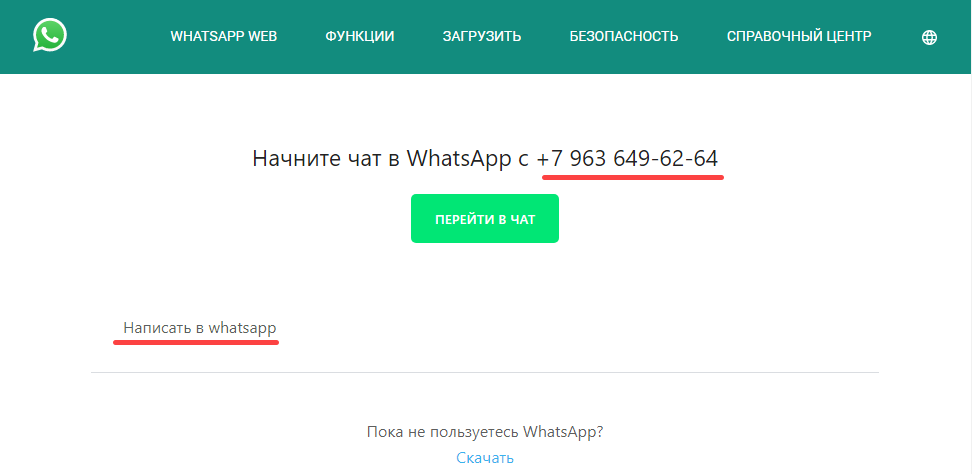 WHATSAPP WEB ФУНКЦИИ ЗАГРУЗИТЬ БЕЗОПАСНОСТЬ СПРАВОЧНЫЙ ЦЕНТР
Начните чат в WhatsApp с +7 963 649-62-64
ПЕРЕЙТИ В ЧАТ
Написать в whatsapp
Пока не пользуетесь WhatsApp?
Скачать